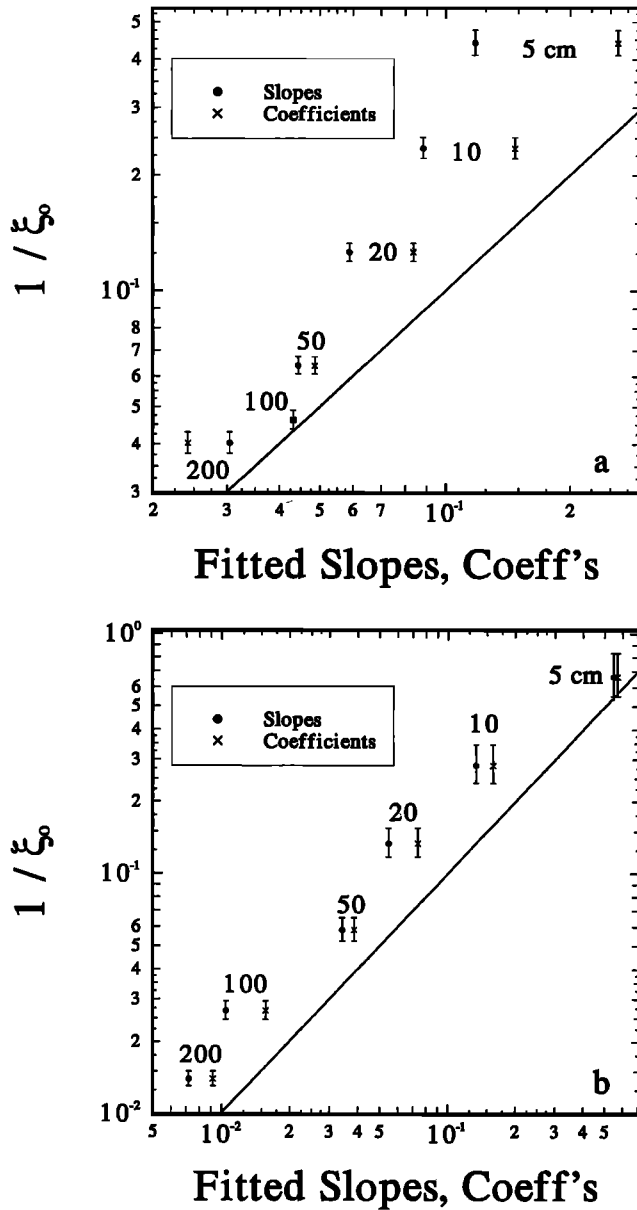 5
4
3
2
10⁻¹
8
7
6
5
4
3
1 / ξ₀
Slopes
Coefficients
5 cm
10
20
50
100
200
a
2 3 4 5 6 7 10⁻¹ 2
Fitted Slopes, Coeff's
10⁰
6
5
4
3
2
10⁻¹
6
5
4
3
2
10⁻²
1 / ξ₀
Slopes
Coefficients
5 cm
10
20
50
100
200
b
5 10⁻² 2 3 4 5 10⁻¹ 2 3 4 5
Fitted Slopes, Coeff's